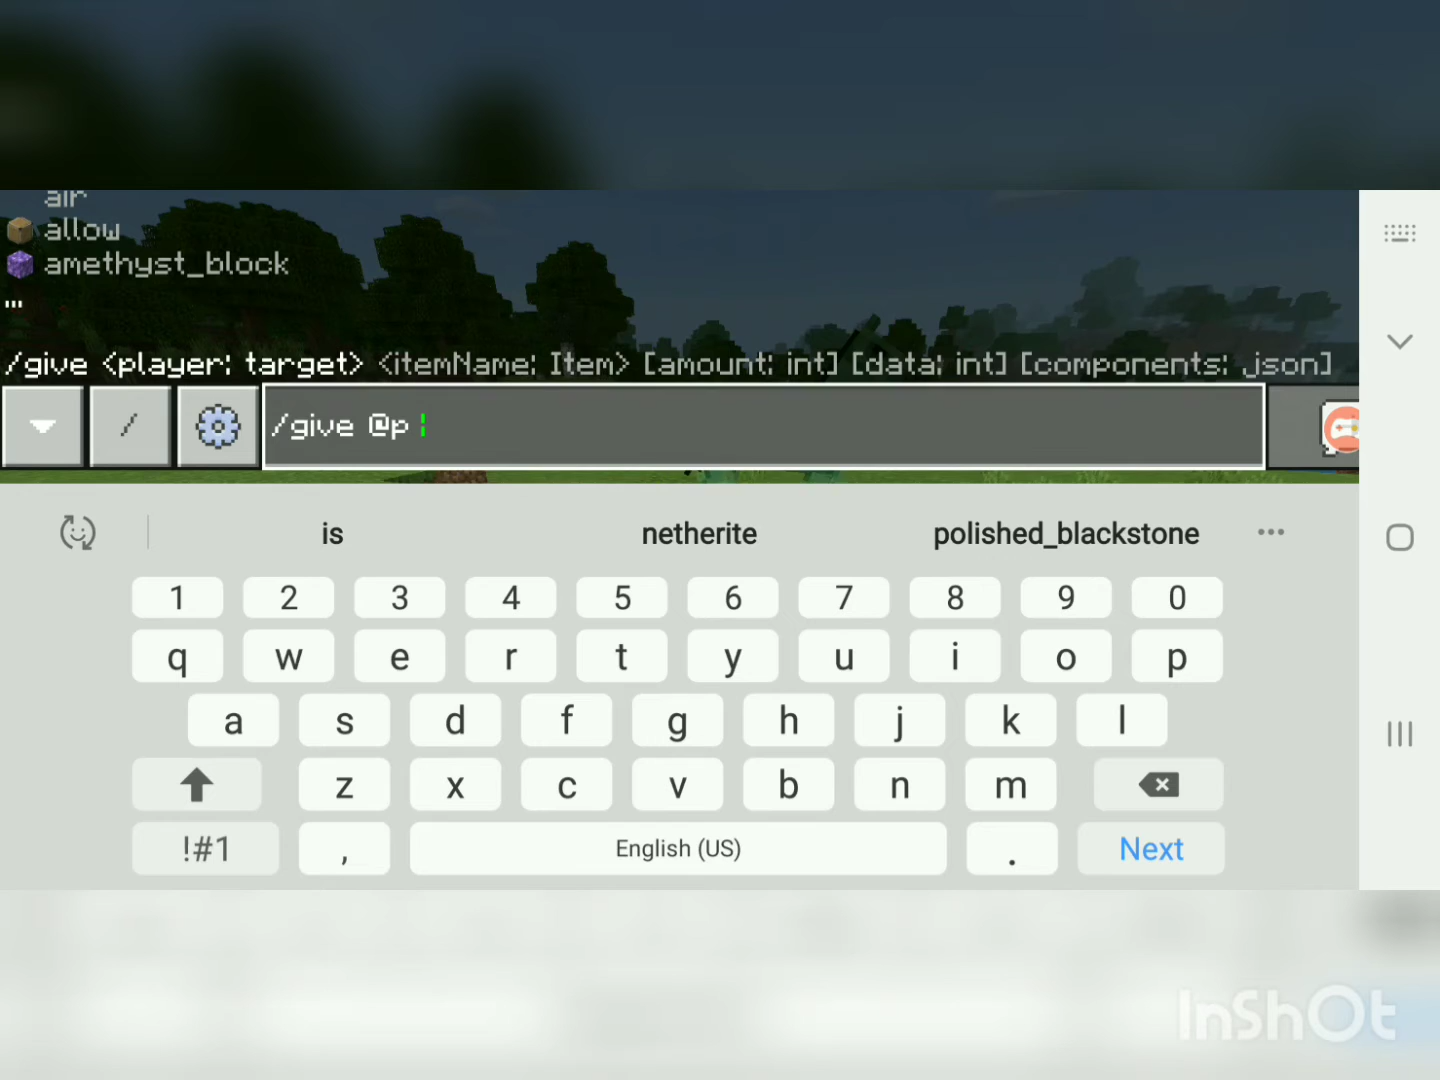 air
allow
amethyst_block
...
/give <player: target> <itemName: Item> [amount: int] [data: int] [components: json]
/
/give @p
is netherite polished_blackstone ...
1 2 3 4 5 6 7 8 9 0
q w e r t y u i o p
a s d f g h j k l
z x c v b n m
!#1 , English (US) . Next
InShOt